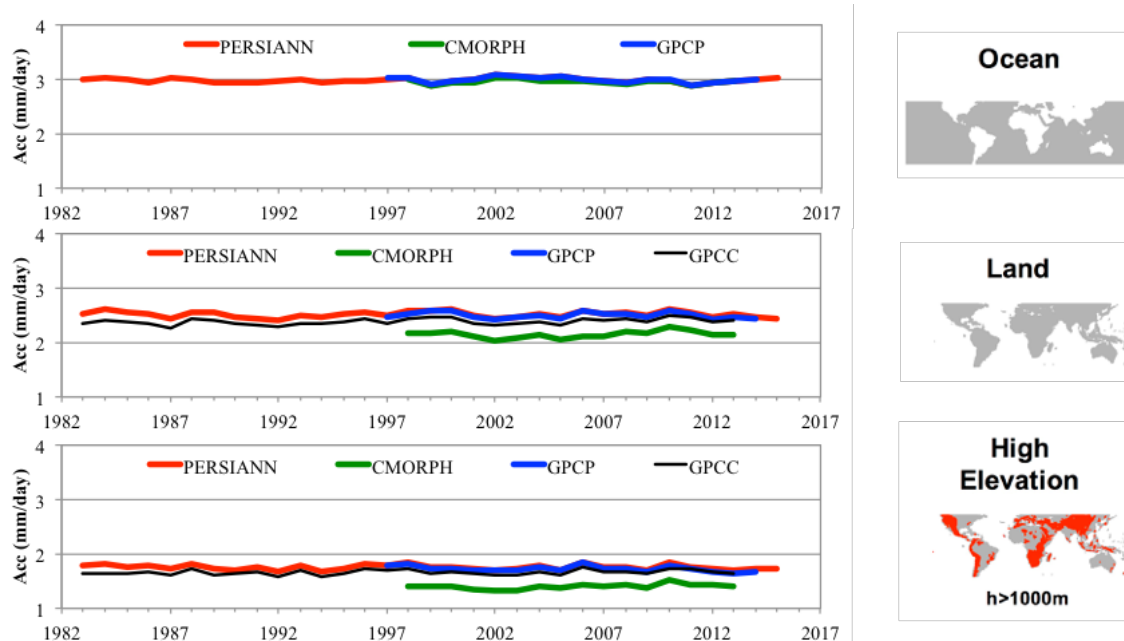 4
PERSIANN CMORPH GPCP
3
2
1
Acc (mm/day)
1982 1987 1992 1997 2002 2007 2012 2017
Ocean
4
PERSIANN CMORPH GPCP GPCC
3
2
1
Acc (mm/day)
1982 1987 1992 1997 2002 2007 2012 2017
Land
4
PERSIANN CMORPH GPCP GPCC
3
2
1
Acc (mm/day)
1982 1987 1992 1997 2002 2007 2012 2017
High
Elevation
h>1000m